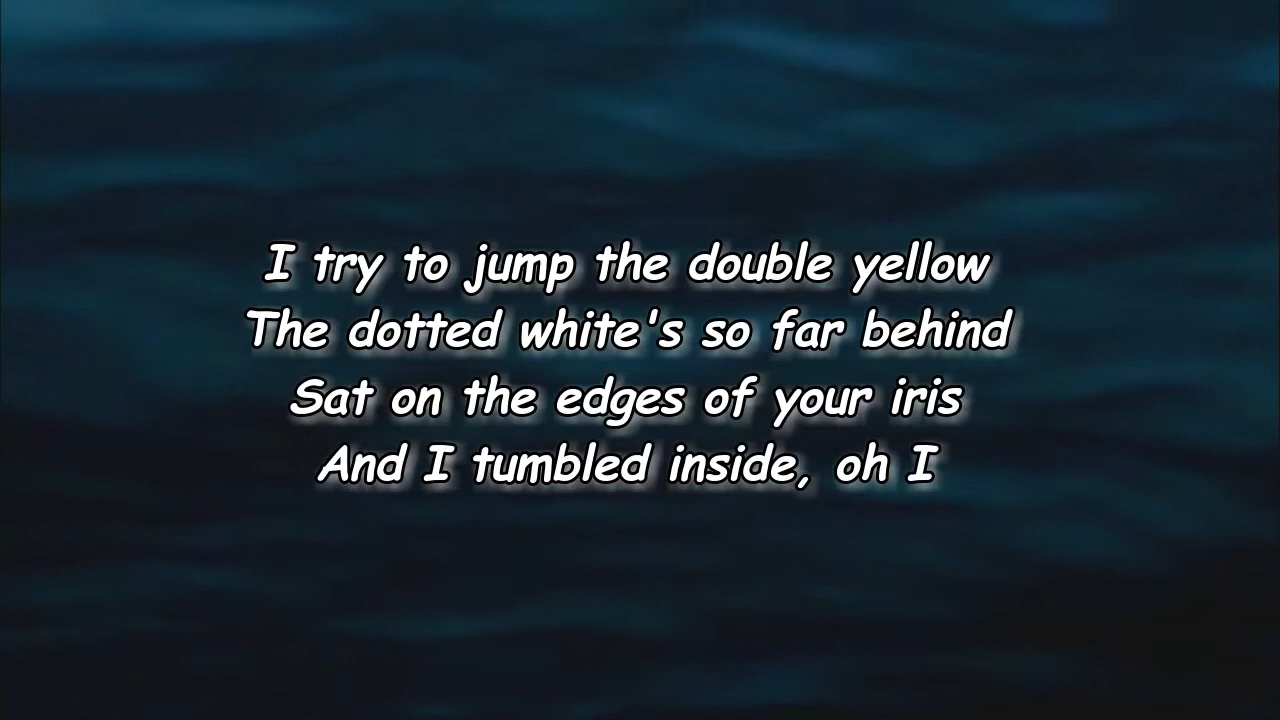 I try to jump the double yellow
The dotted white's so far behind
Sat on the edges of your iris
And I tumbled inside, oh I